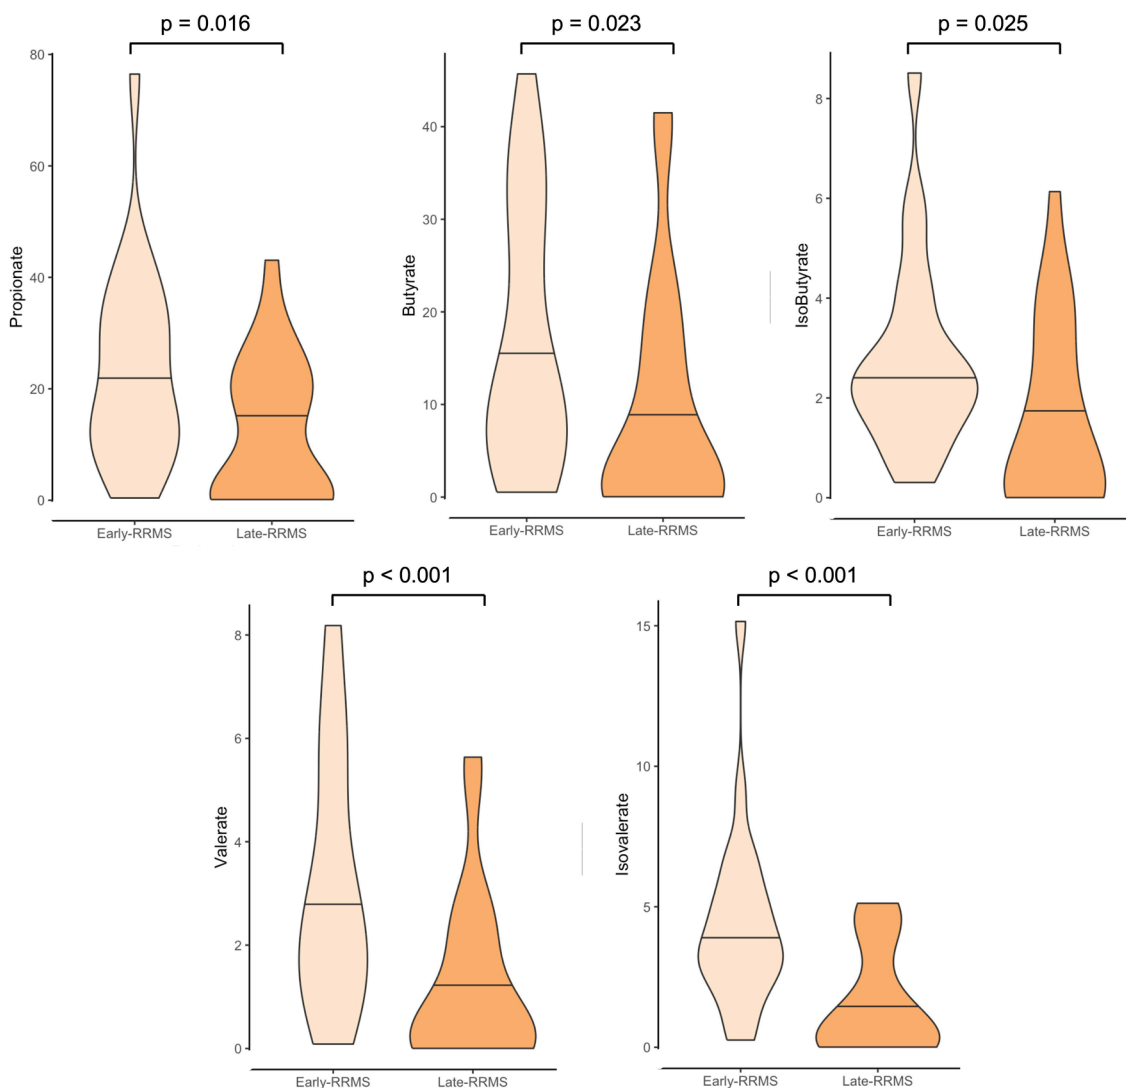 p = 0.016
80
60
40
20
0
Propionate
Early-RRMS
Late-RRMS
p = 0.023
40
30
20
10
0
Butyrate
Early-RRMS
Late-RRMS
p = 0.025
8
6
4
2
0
IsoButyrate
Early-RRMS
Late-RRMS
p < 0.001
8
6
4
2
0
Valerate
Early-RRMS
Late-RRMS
p < 0.001
15
10
5
0
Isovalerate
Early-RRMS
Late-RRMS